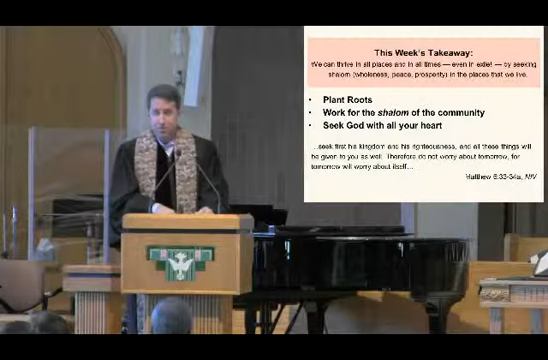 This Week's Takeaway:
We can thrive in all places and in all times — even in exile! — by seeking
shalom (wholeness, peace, prosperity) in the places that we live.
• Plant Roots
• Work for the shalom of the community
• Seek God with all your heart
...seek first his kingdom and his righteousness, and all these things will
be given to you as well. Therefore do not worry about tomorrow, for
tomorrow will worry about itself...
Matthew 6:33-34a, NIV